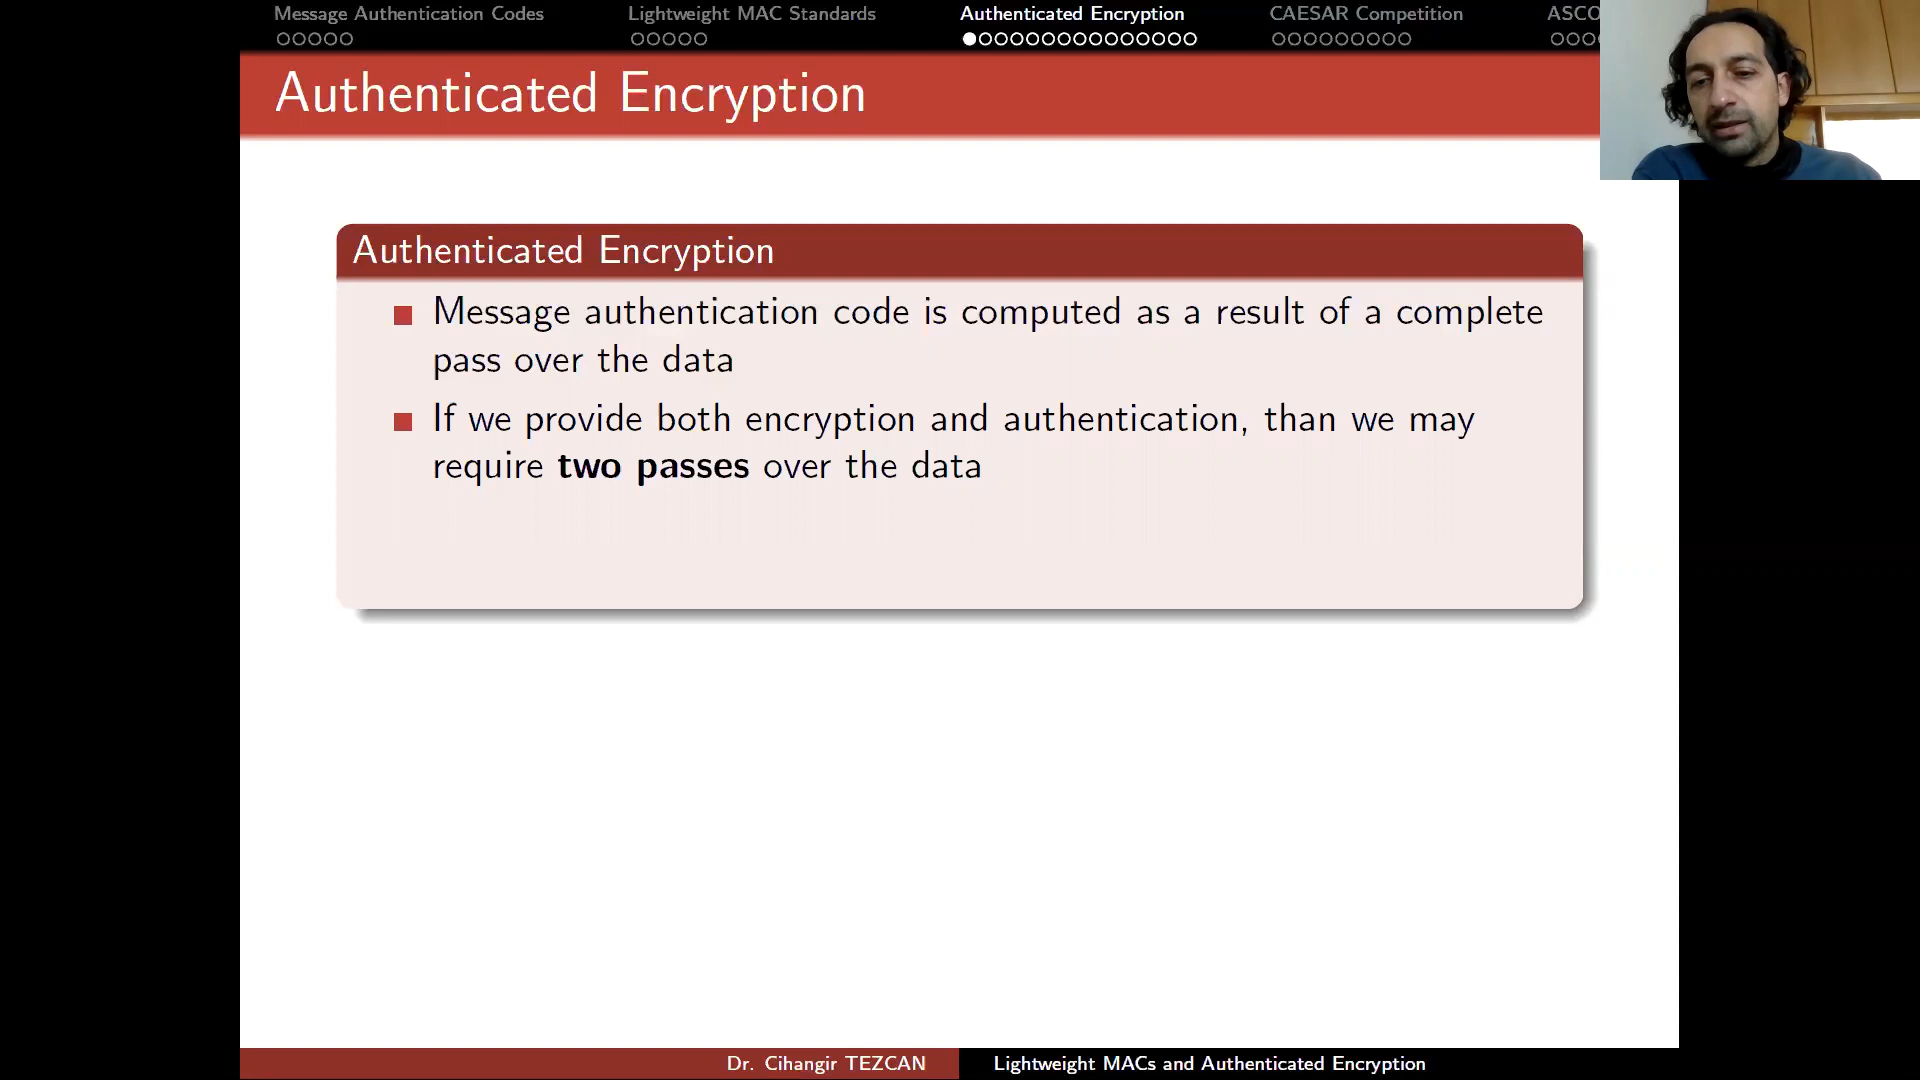 Message Authentication Codes
Lightweight MAC Standards
Authenticated Encryption
CAESAR Competition
ASCO
Authenticated Encryption
Authenticated Encryption
Message authentication code is computed as a result of a complete
pass over the data
If we provide both encryption and authentication, than we may
require two passes over the data
Dr. Cihangir TEZCAN
Lightweight MACs and Authenticated Encryption